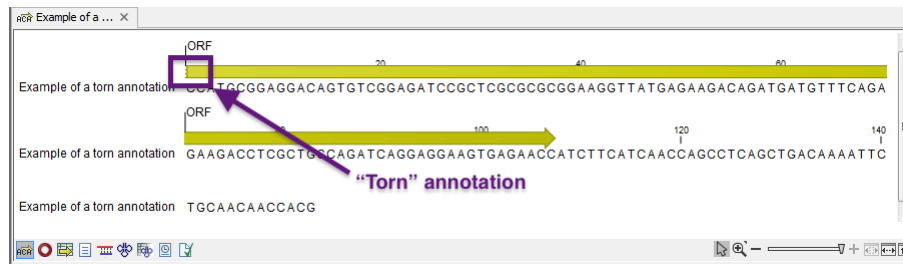 Example of a ... ×
ORF
20 40 60
Example of a torn annotation CCATGCGGAGGACAGTGTCGGAGATCCGCTCGCGCGCGGAAGGTTATGAGAAGACAGATGATGTTTCAGA
ORF
100 120 140
Example of a torn annotation GAAGACCTCGCTGCCAGATCAGGAGGAAGTGAGAACCATCTTCATCAACCAGCCTCAGCTGACAAAATTC
"Torn" annotation
Example of a torn annotation TGCAACAACCACG